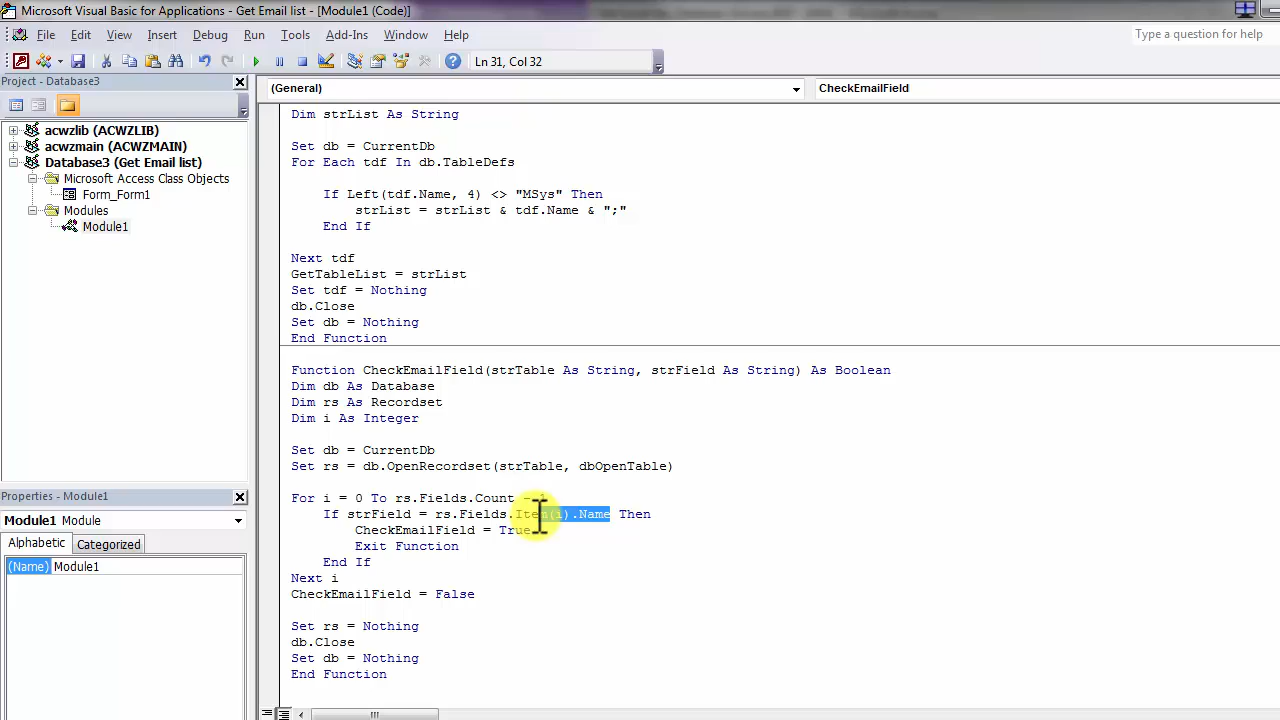 Microsoft Visual Basic for Applications - Get Email list - [Module1 (Code)]
File Edit View Insert Debug Run Tools Add-Ins Window Help
Type a question for help
Ln 31, Col 32
Project - Database3
(General)
CheckEmailField
acwzlib (ACWZLIB)
acwzmain (ACWZMAIN)
Database3 (Get Email list)
Microsoft Access Class Objects
Form_Form1
Modules
Module1
Properties - Module1
Module1 Module
Alphabetic Categorized
(Name) Module1
Dim strList As String
Set db = CurrentDb
For Each tdf In db.TableDefs
If Left(tdf.Name, 4) <> "MSys" Then
strList = strList & tdf.Name & ";"
End If
Next tdf
GetTableList = strList
Set tdf = Nothing
db.Close
Set db = Nothing
End Function
Function CheckEmailField(strTable As String, strField As String) As Boolean
Dim db As Database
Dim rs As Recordset
Dim i As Integer
Set db = CurrentDb
Set rs = db.OpenRecordset(strTable, dbOpenTable)
For i = 0 To rs.Fields.Count - 1
If strField = rs.Fields.Item(i).Name Then
CheckEmailField = True
Exit Function
End If
Next i
CheckEmailField = False
Set rs = Nothing
db.Close
Set db = Nothing
End Function